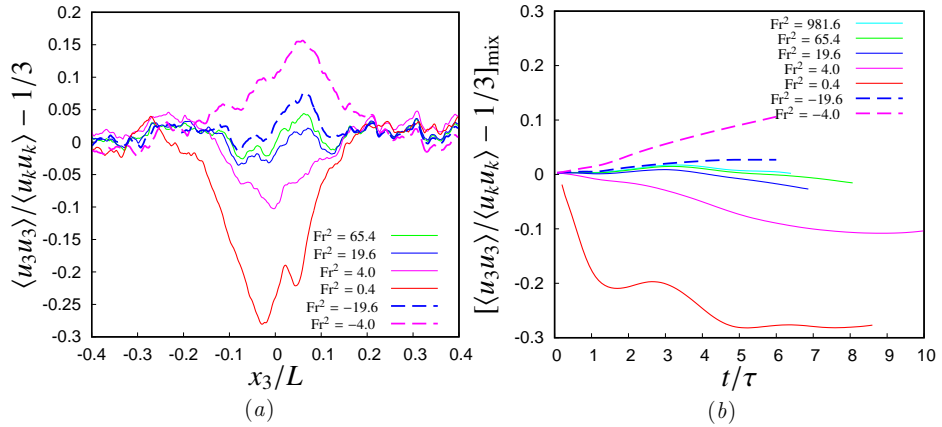 ⟨u₃u₃⟩/⟨uₖuₖ⟩ − 1/3
0.15
0.1
0.05
0
-0.05
-0.1
-0.15
-0.2
-0.25
-0.3
Fr² = 65.4
Fr² = 19.6
Fr² = 4.0
Fr² = 0.4
Fr² = −19.6
Fr² = −4.0
-0.4 -0.3 -0.2 -0.1 0 0.1 0.2 0.3 0.4
x₃/L
(a)
[⟨u₃u₃⟩/⟨uₖuₖ⟩ − 1/3]mix
0.3
0.2
0.1
0
-0.1
-0.2
-0.3
Fr² = 981.6
Fr² = 65.4
Fr² = 19.6
Fr² = 4.0
Fr² = 0.4
Fr² = −19.6
Fr² = −4.0
0 1 2 3 4 5 6 7 8 9 10
t/τ
(b)